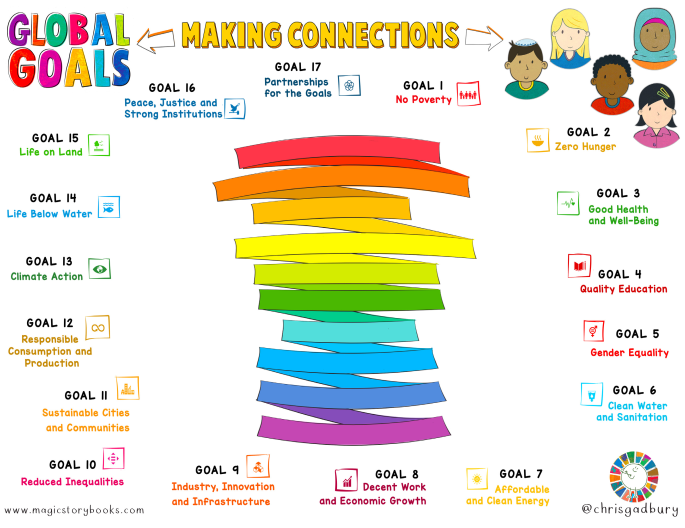 GLOBAL
GOALS
MAKING CONNECTIONS
GOAL 17
Partnerships
for the Goals
GOAL 1
No Poverty
GOAL 2
Zero Hunger
GOAL 3
Good Health
and Well-Being
GOAL 4
Quality Education
GOAL 5
Gender Equality
GOAL 6
Clean Water
and Sanitation
GOAL 7
Affordable
and Clean Energy
GOAL 8
Decent Work
and Economic Growth
GOAL 9
Industry, Innovation
and Infrastructure
GOAL 10
Reduced Inequalities
GOAL 11
Sustainable Cities
and Communities
GOAL 12
Responsible
Consumption and
Production
GOAL 13
Climate Action
GOAL 14
Life Below Water
GOAL 15
Life on Land
GOAL 16
Peace, Justice and
Strong Institutions
www.magicstorybooks.com
@chrisgadbury